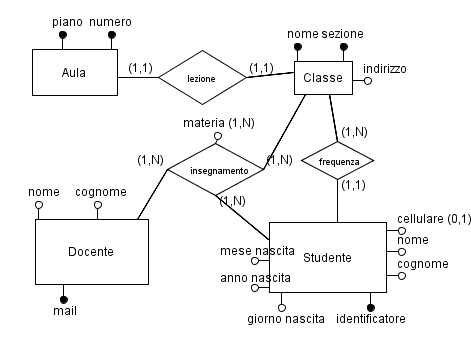 piano numero
nome sezione
Aula
(1,1)
lezione
(1,1)
Classe
indirizzo
materia (1,N)
(1,N)
(1,N)
insegnamento
(1,N)
(1,N)
frequenza
(1,1)
nome cognome
Docente
mail
cellulare (0,1)
nome
cognome
mese nascita
Studente
anno nascita
giorno nascita
identificatore